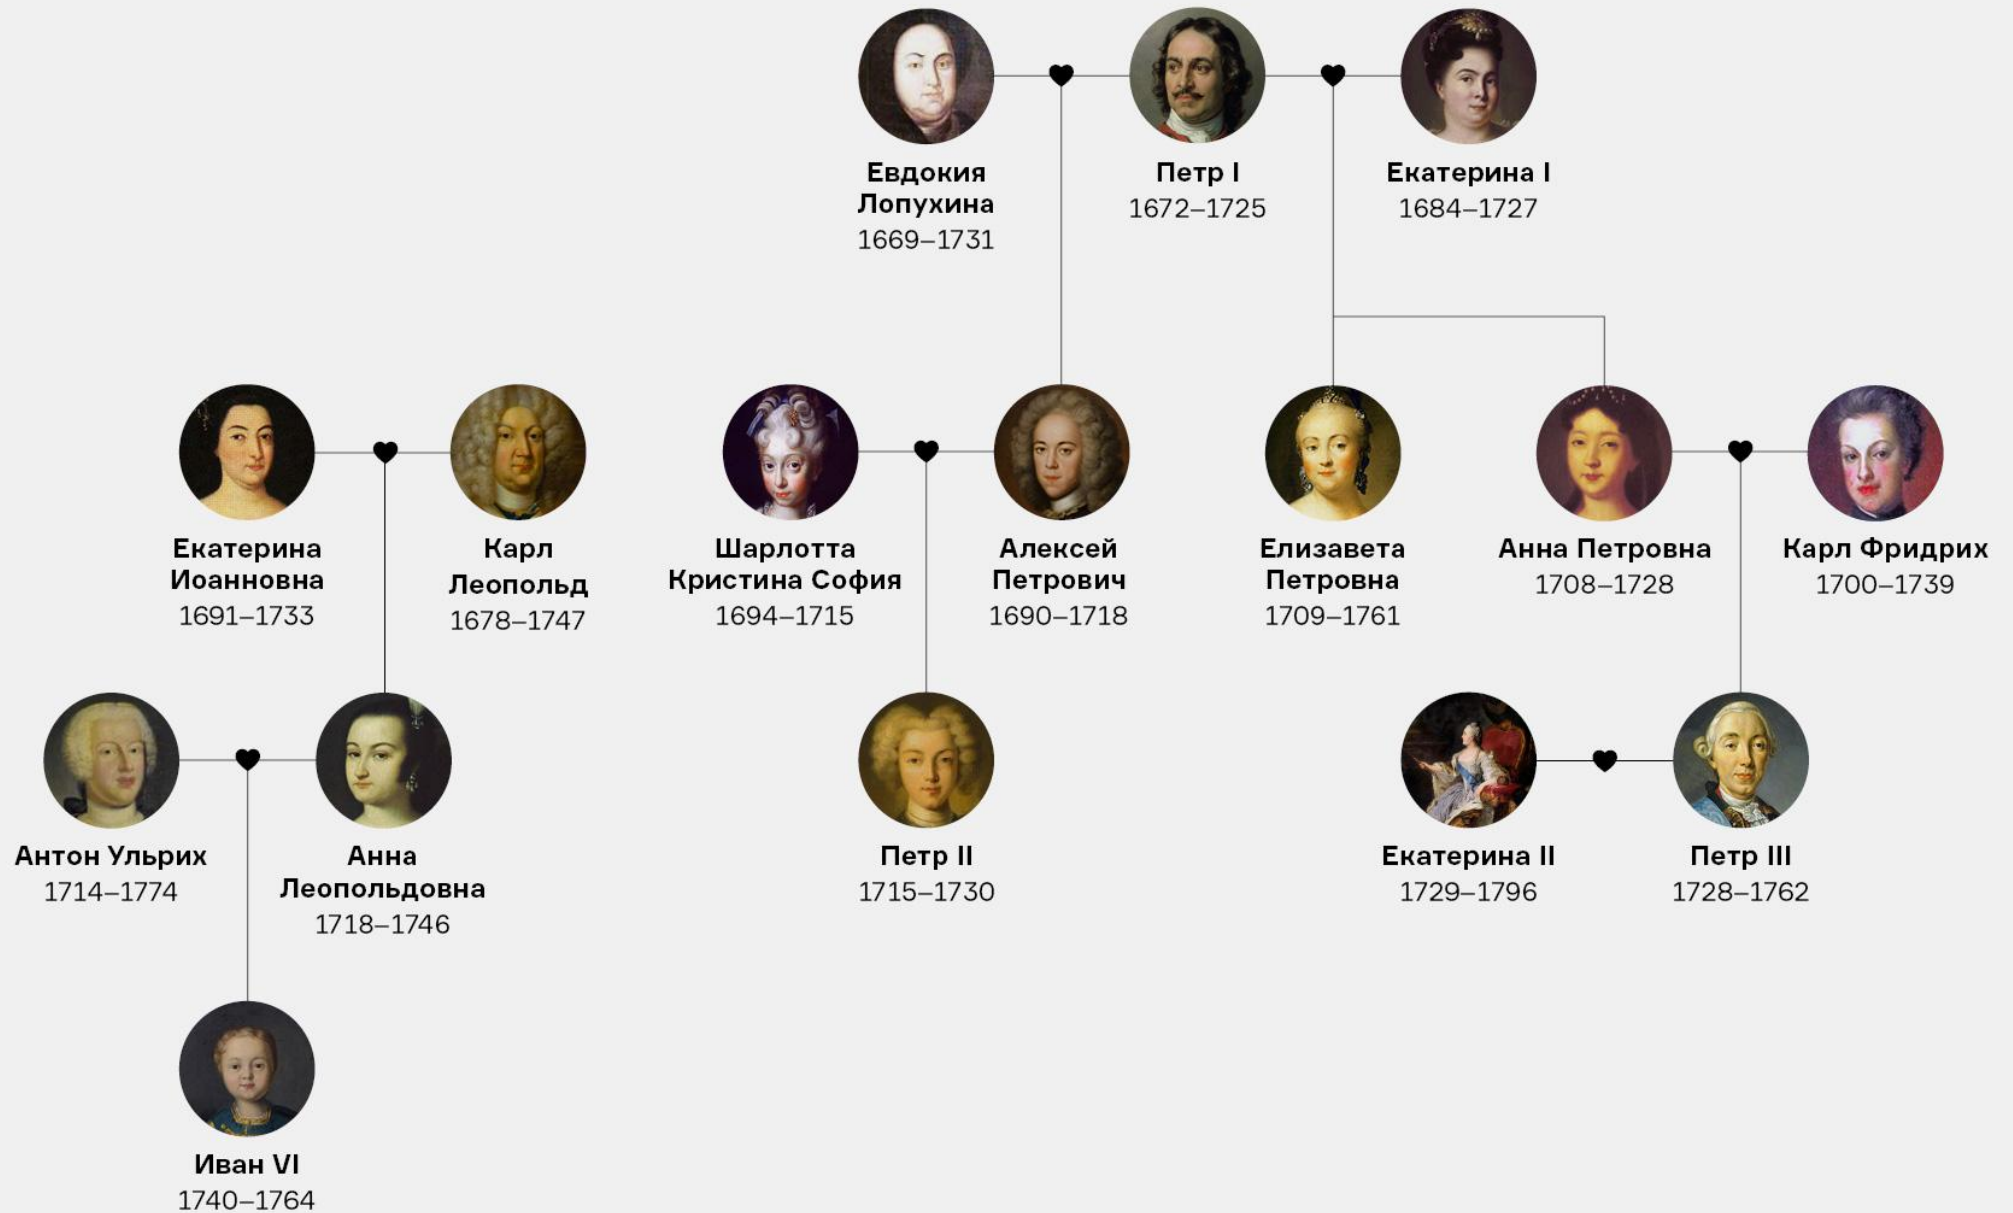 Евдокия
Лопухина
1669–1731
Петр I
1672–1725
Екатерина I
1684–1727
Екатерина
Иоанновна
1691–1733
Карл
Леопольд
1678–1747
Шарлотта
Кристина София
1694–1715
Алексей
Петрович
1690–1718
Елизавета
Петровна
1709–1761
Анна Петровна
1708–1728
Карл Фридрих
1700–1739
Антон Ульрих
1714–1774
Анна
Леопольдовна
1718–1746
Петр II
1715–1730
Екатерина II
1729–1796
Петр III
1728–1762
Иван VI
1740–1764